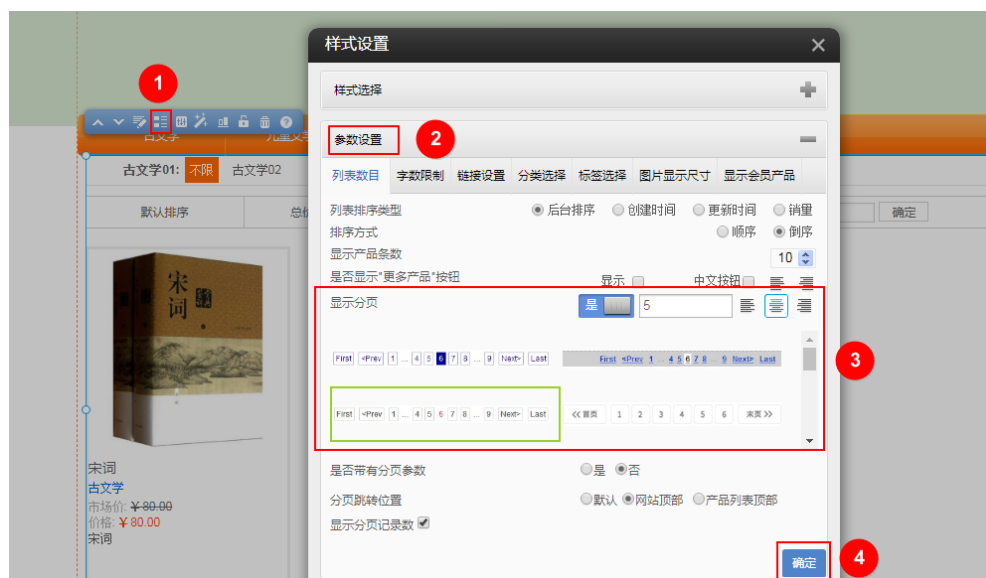 样式设置
1
样式选择
古文学
参数设置
2
古文学01: 不限 古文学02
列表数目 字数限制 链接设置 分类选择 标签选择 图片显示尺寸 显示会员产品
默认排序
确定
列表排序类型 后台排序 创建时间 更新时间 销量
排序方式 顺序 倒序
显示产品条数 10
是否显示"更多产品"按钮 显示 中文按钮
显示分页 是 5
宋词
First <Prev 1 ... 4 5 6 7 8 ... 9 Next> Last
First <Prev 1 ... 4 5 6 7 8 ... 9 Next> Last
3
First <Prev 1 ... 4 5 6 7 8 ... 9 Next> Last
≪首页 1 2 3 4 5 6 末页≫
宋词
古文学
市场价: ¥80.00
价格: ¥80.00
宋词
是否带有分页参数 是 否
分页跳转位置 默认 网站顶部 产品列表顶部
显示分页记录数
确定
4